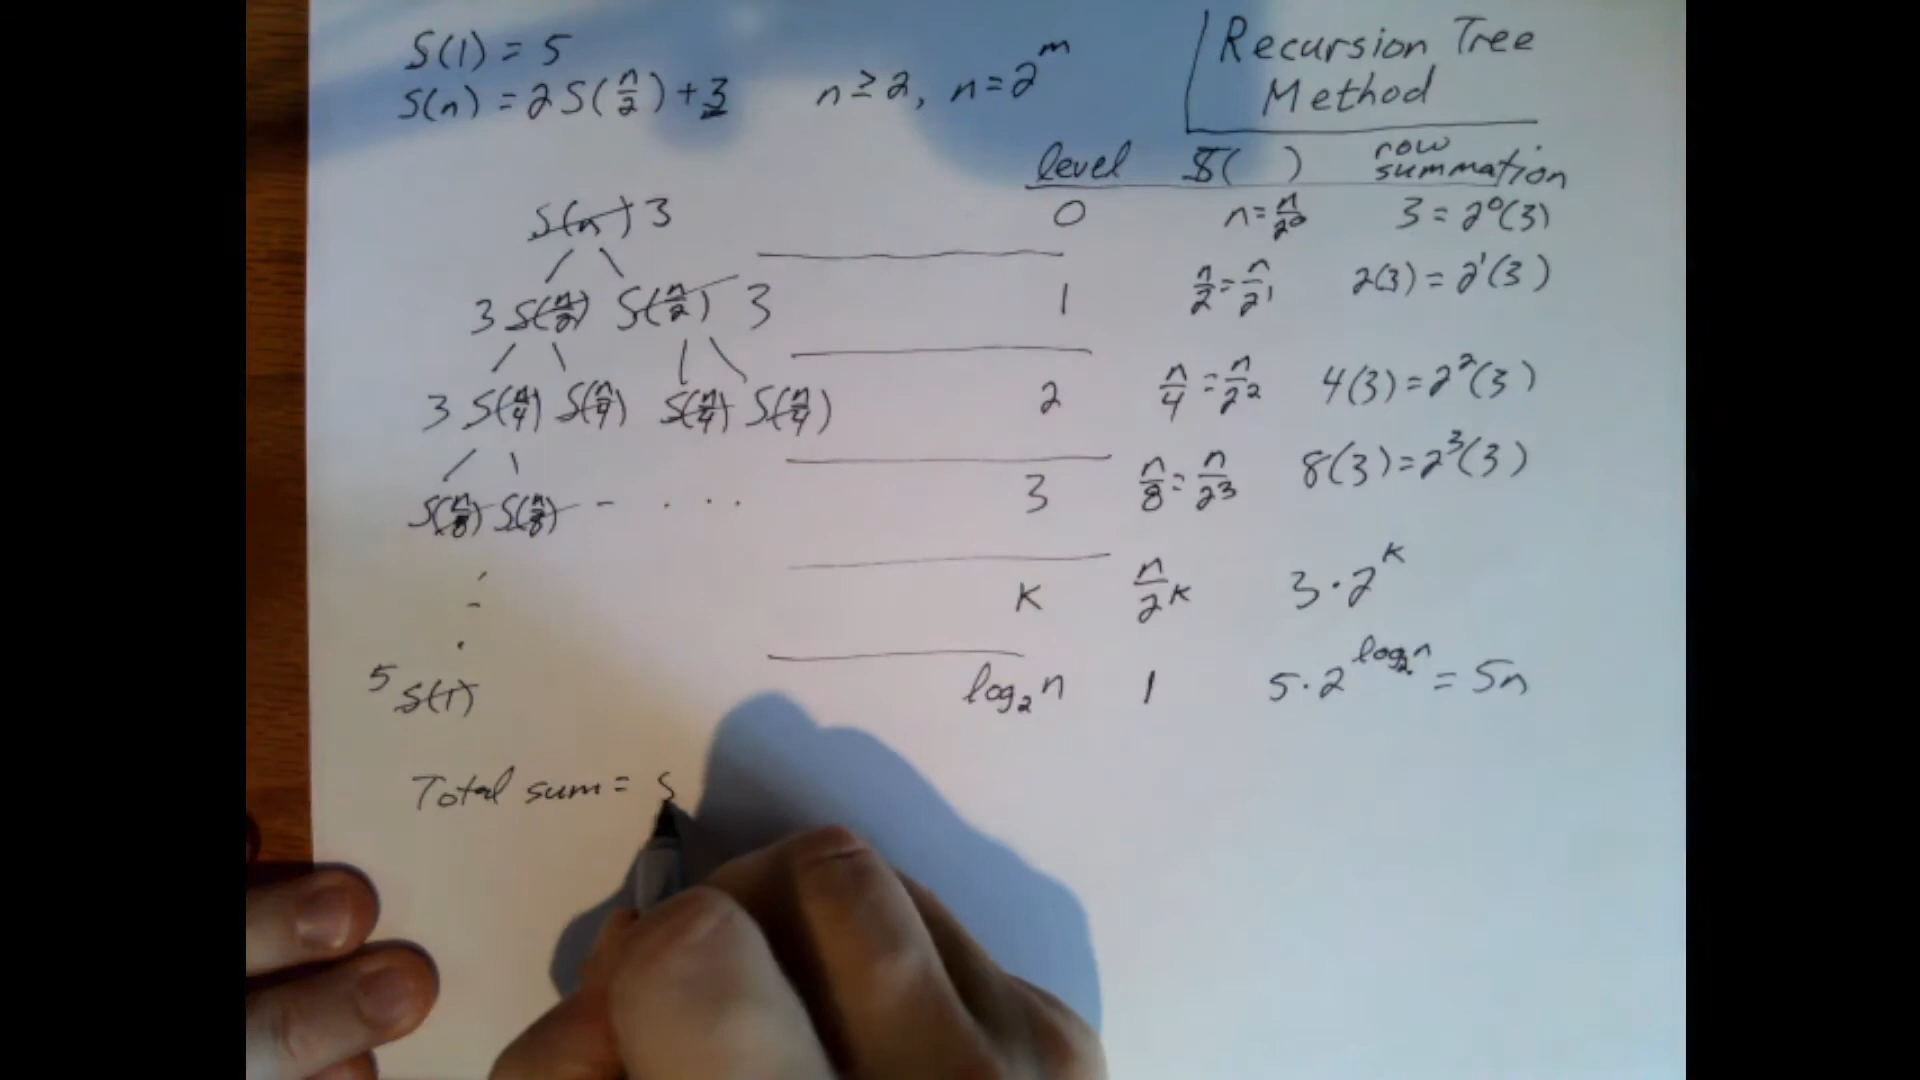 S(1) = 5
S(n) = 2S(n/2) + 3    n ≥ 2, n = 2^m
Recursion Tree
Method
level    S( )    row summation
S(n) 3    0    n = n/2^0    3 = 2^0(3)
3 S(n/2) S(n/2) 3    1    n/2 = n/2^1    2(3) = 2^1(3)
3 S(n/4) S(n/4) S(n/4) S(n/4)    2    n/4 = n/2^2    4(3) = 2^2(3)
S(n/8) S(n/8) - . . .    3    n/8 = n/2^3    8(3) = 2^3(3)
K    n/2^K    3 · 2^K
5 S(1)    log₂n    1    5 · 2^log₂n = 5n
Total sum = S